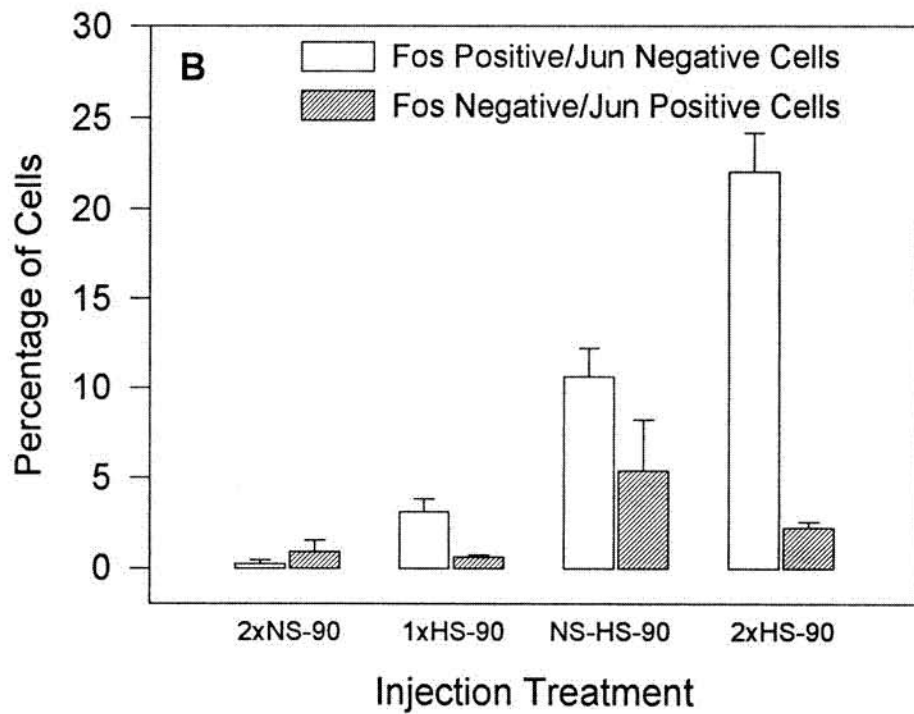 B
Fos Positive/Jun Negative Cells
Fos Negative/Jun Positive Cells
Percentage of Cells
30
25
20
15
10
5
0
2xNS-90 1xHS-90 NS-HS-90 2xHS-90
Injection Treatment